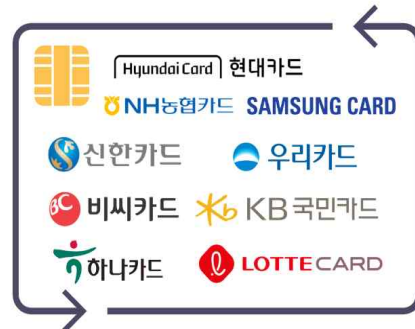 Hyundai Card 현대카드
NH농협카드 SAMSUNG CARD
신한카드 우리카드
BC 비씨카드 Kb KB국민카드
하나카드 LOTTE CARD